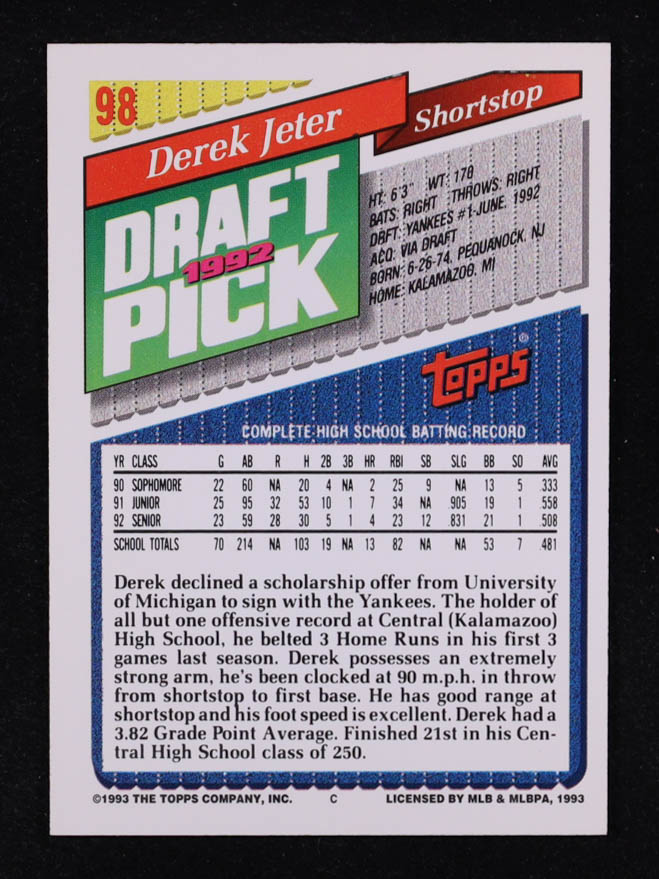 98
Derek Jeter
Shortstop
DRAFT
1992
PICK
HT: 6'3" WT: 170
BATS: RIGHT THROWS: RIGHT
DRFT: YANKEES #1-JUNE, 1992
ACQ: VIA DRAFT
BORN: 6-26-74, PEQUANOCK, NJ
HOME: KALAMAZOO, MI
TOPPS®
COMPLETE HIGH SCHOOL BATTING RECORD
YR CLASS G AB R H 2B 3B HR RBI SB SLG BB SO AVG
90 SOPHOMORE 22 60 NA 20 4 NA 2 25 9 NA 13 5 .333
91 JUNIOR 25 95 32 53 10 1 7 34 NA .905 19 1 .558
92 SENIOR 23 59 28 30 5 1 4 23 12 .831 21 1 .508
SCHOOL TOTALS 70 214 NA 103 19 NA 13 82 NA NA 53 7 .481
Derek declined a scholarship offer from University
of Michigan to sign with the Yankees. The holder of
all but one offensive record at Central (Kalamazoo)
High School, he belted 3 Home Runs in his first 3
games last season. Derek possesses an extremely
strong arm, he's been clocked at 90 m.p.h. in throw
from shortstop to first base. He has good range at
shortstop and his foot speed is excellent. Derek had a
3.82 Grade Point Average. Finished 21st in his Cen-
tral High School class of 250.
©1993 THE TOPPS COMPANY, INC. C LICENSED BY MLB & MLBPA, 1993